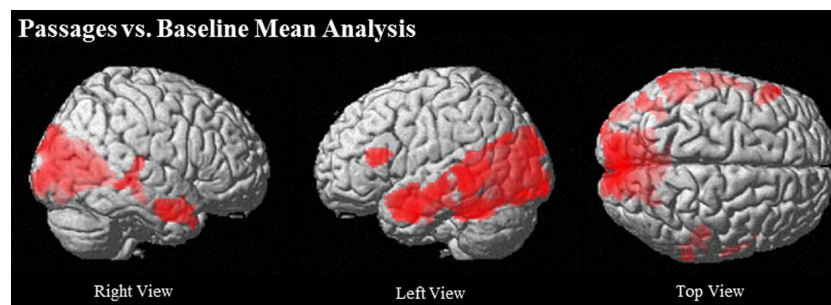 Passages vs. Baseline Mean Analysis
Right View
Left View
Top View